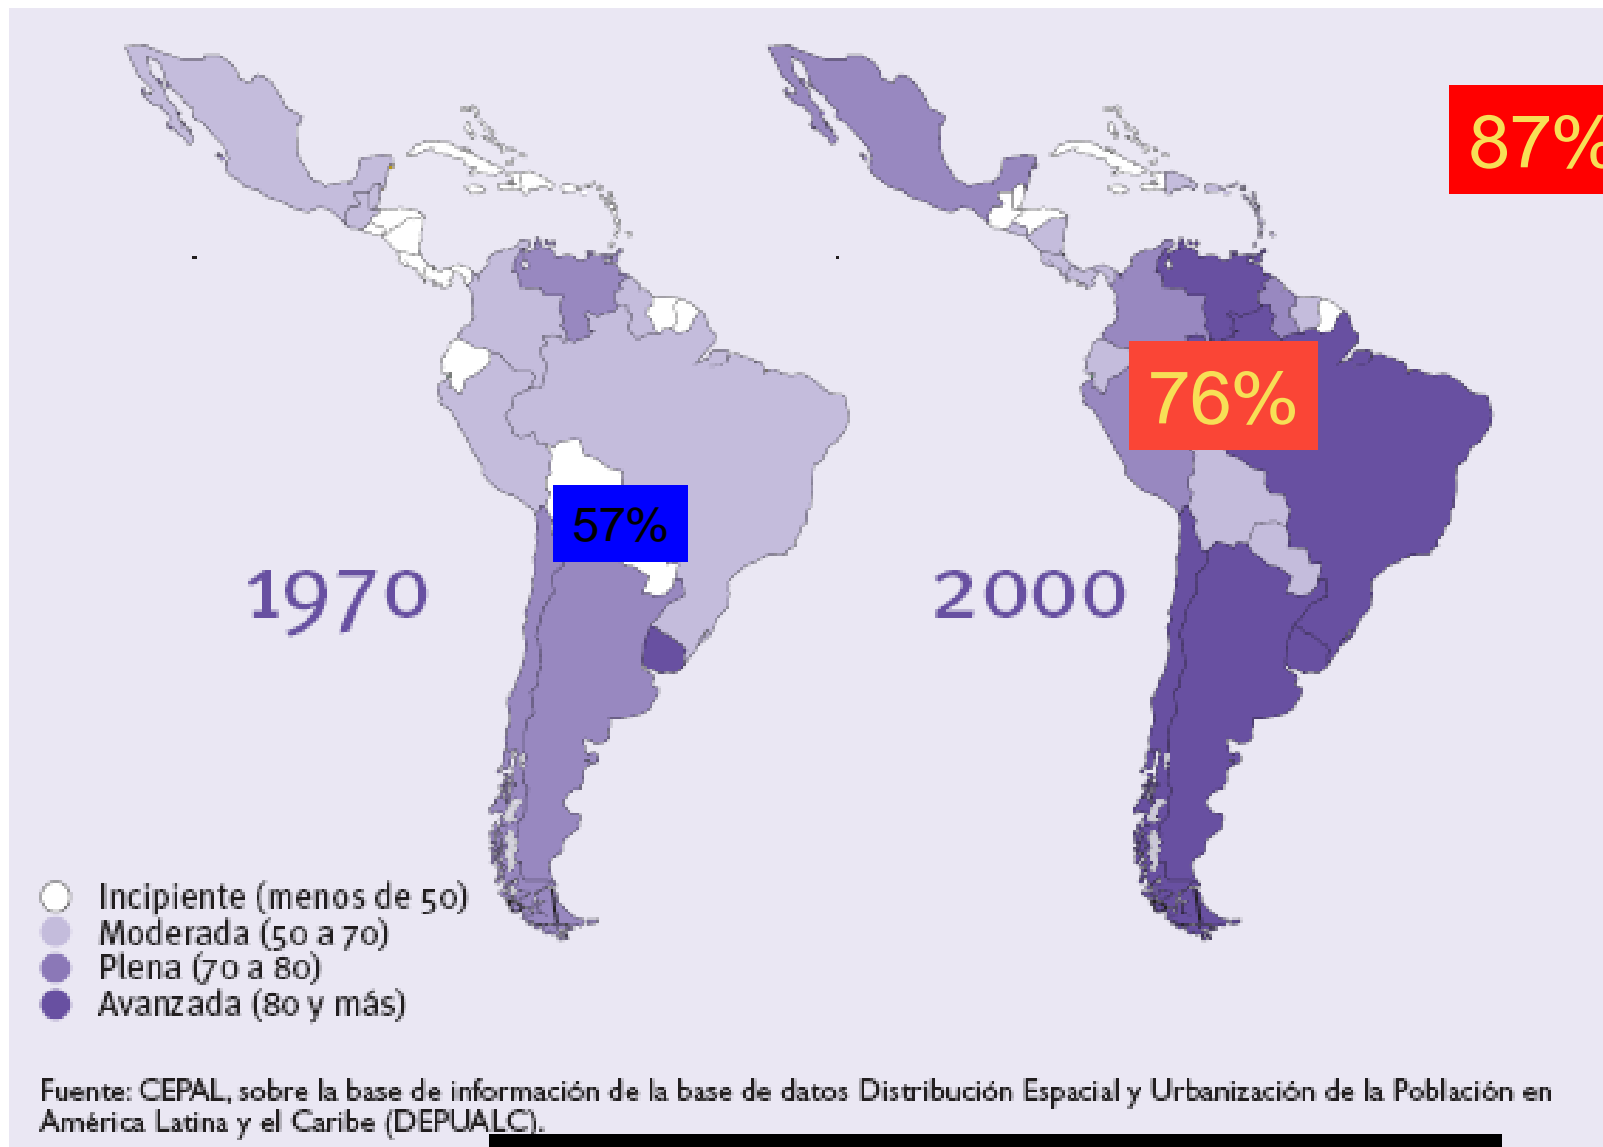 87%
76%
57%
1970
2000
Incipiente (menos de 50)
Moderada (50 a 70)
Plena (70 a 80)
Avanzada (80 y más)
Fuente: CEPAL, sobre la base de información de la base de datos Distribución Espacial y Urbanización de la Población en
América Latina y el Caribe (DEPUALC).